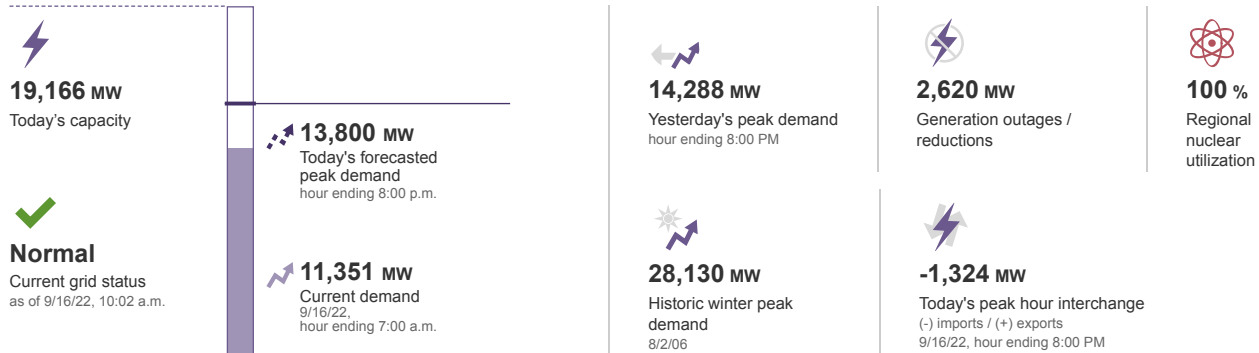 19,166 MW
Today's capacity
Normal
Current grid status
as of 9/16/22, 10:02 a.m.
13,800 MW
Today's forecasted
peak demand
hour ending 8:00 p.m.
11,351 MW
Current demand
9/16/22,
hour ending 7:00 a.m.
14,288 MW
Yesterday's peak demand
hour ending 8:00 PM
2,620 MW
Generation outages /
reductions
100 %
Regional
nuclear
utilization
28,130 MW
Historic winter peak
demand
8/2/06
-1,324 MW
Today's peak hour interchange
(-) imports / (+) exports
9/16/22, hour ending 8:00 PM